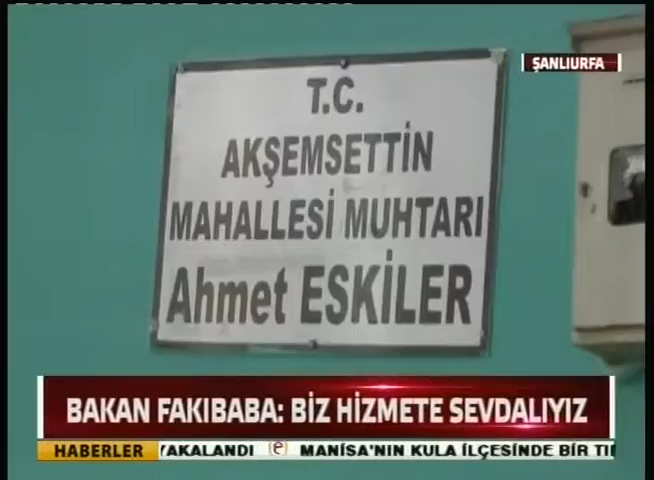 ŞANLIURFA
T.C.
AKŞEMSETTİN
MAHALLESİ MUHTARI
Ahmet ESKİLER
BAKAN FAKIBABA: BİZ HİZMETE SEVDALIYIZ
HABERLER YAKALANDI e MANİSA'NIN KULA İLÇESİNDE BİR